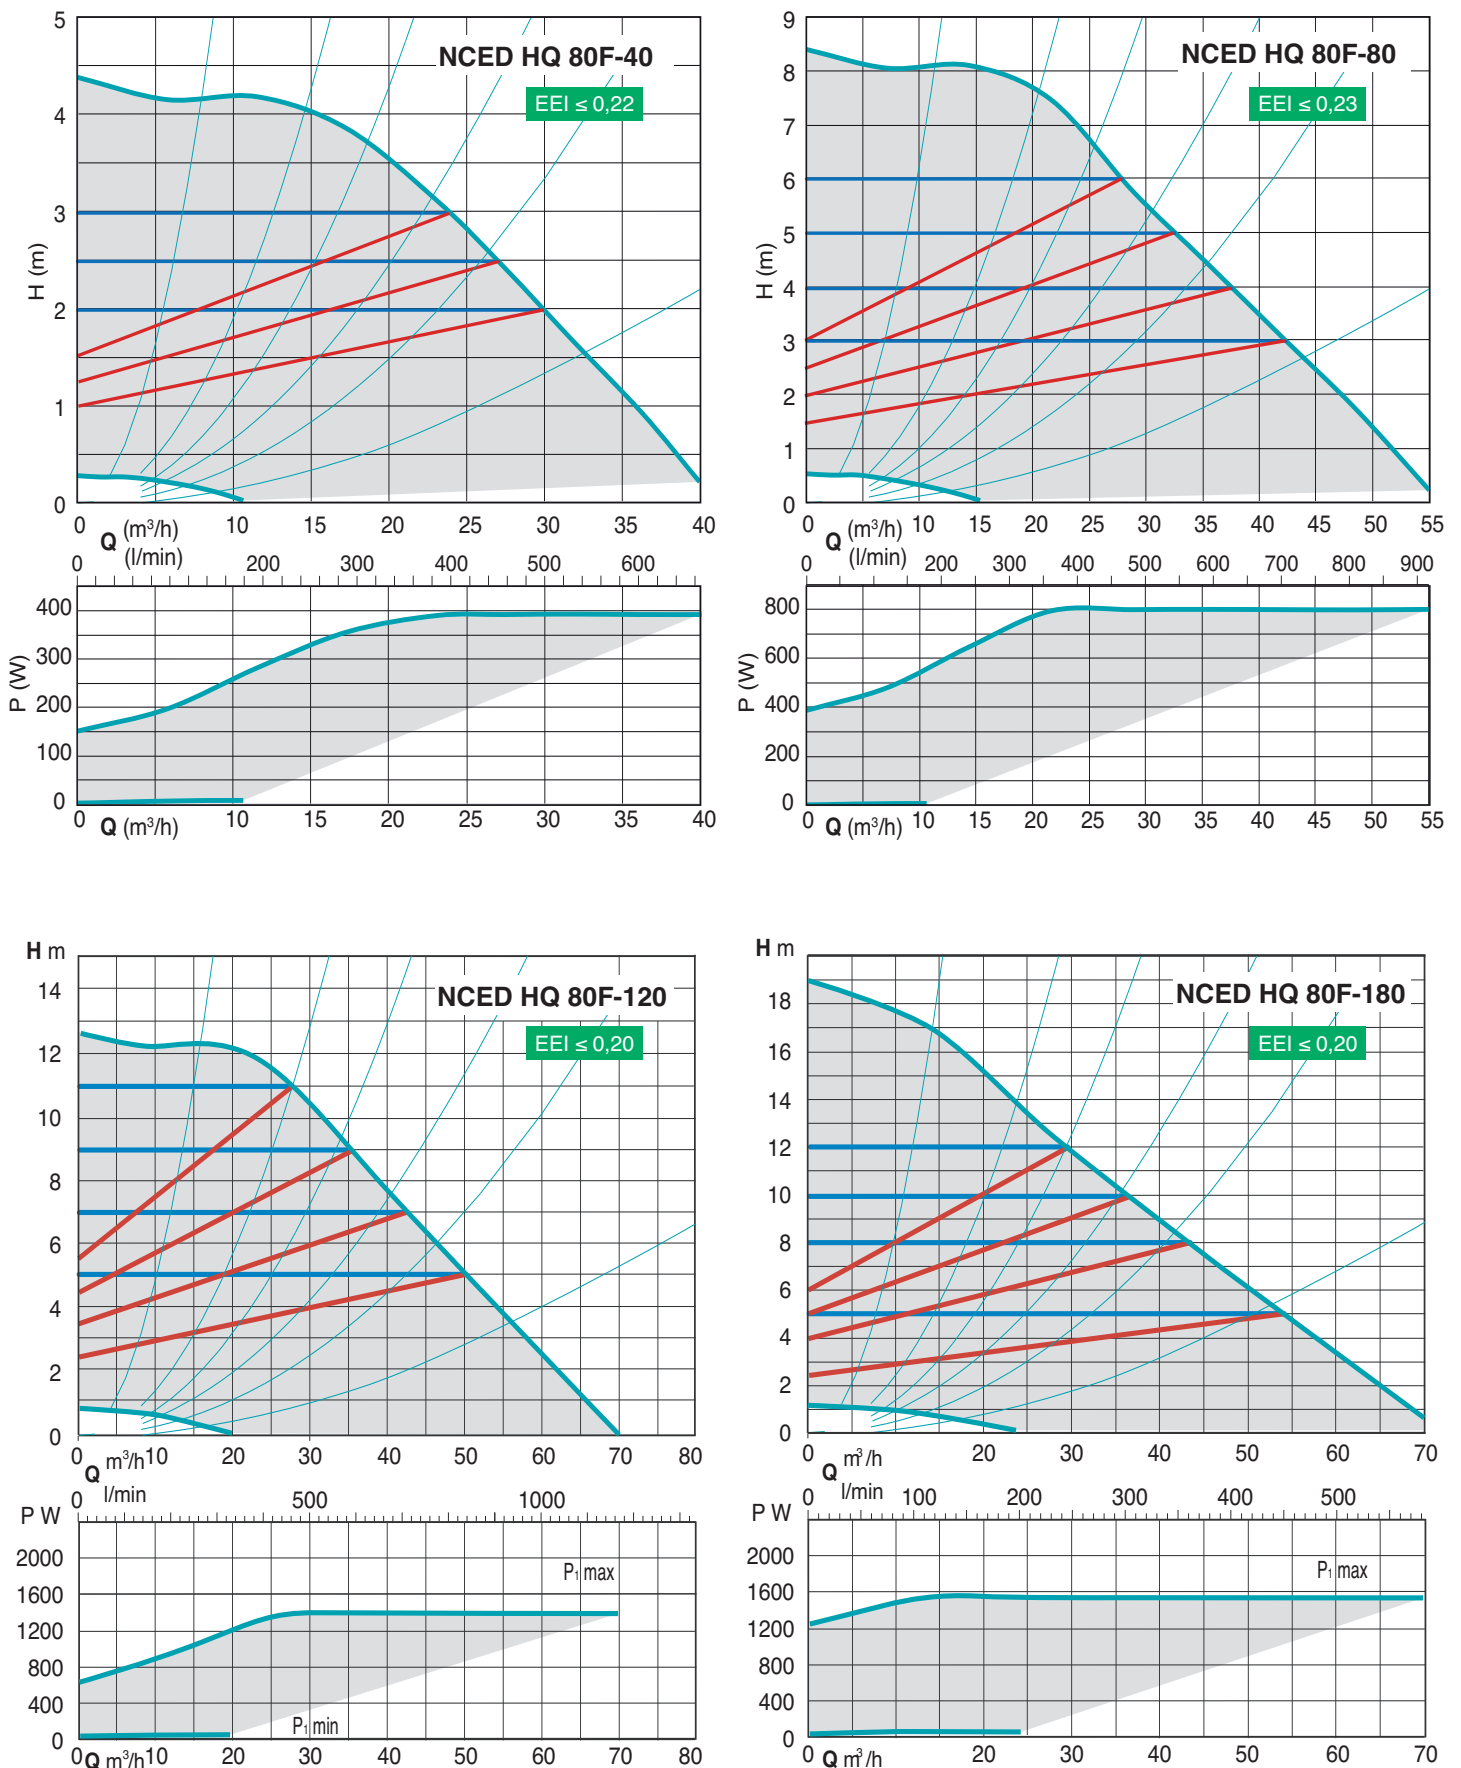 NCED HQ 80F-40
EEI ≤ 0,22
H (m)
5
4
3
2
1
0
0 10 15 20 25 30 35 40
Q (m³/h)
(l/min)
0 200 300 400 500 600
P (W)
400
300
200
100
0
0 Q (m³/h) 10 15 20 25 30 35 40
NCED HQ 80F-80
EEI ≤ 0,23
H (m)
9
8
7
6
5
4
3
2
1
0
0 10 15 20 25 30 35 40 45 50 55
Q (m³/h)
(l/min)
0 200 300 400 500 600 700 800 900
P (W)
800
600
400
200
0
0 Q (m³/h) 10 15 20 25 30 35 40 45 50 55
H m
NCED HQ 80F-120
EEI ≤ 0,20
14
12
10
8
6
4
2
0
0 Q m³/h 10 20 30 40 50 60 70 80
0 l/min 500 1000
P W
2000
1600
1200
800
400
0
P₁ max
P₁ min
0 Q m³/h 10 20 30 40 50 60 70 80
H m
NCED HQ 80F-180
EEI ≤ 0,20
18
16
14
12
10
8
6
4
2
0
0 Q m³/h 20 30 40 50 60 70
0 l/min 100 200 300 400 500
P W
2000
1600
1200
800
400
0
P₁ max
0 Q m³/h 20 30 40 50 60 70